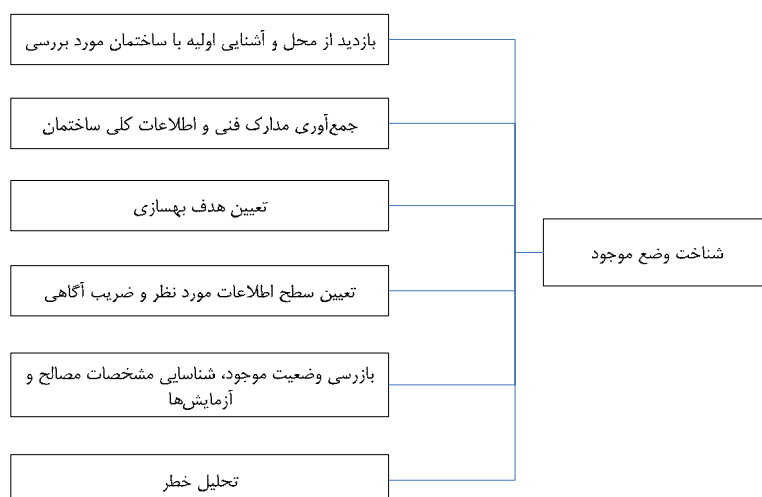 شناخت وضع موجود
بازدید از محل و آشنایی اولیه با ساختمان مورد بررسی
جمع‌آوری مدارک فنی و اطلاعات کلی ساختمان
تعیین هدف بهسازی
تعیین سطح اطلاعات مورد نظر و ضریب آگاهی
بازرسی وضعیت موجود، شناسایی مشخصات مصالح و
آزمایش‌ها
تحلیل خطر